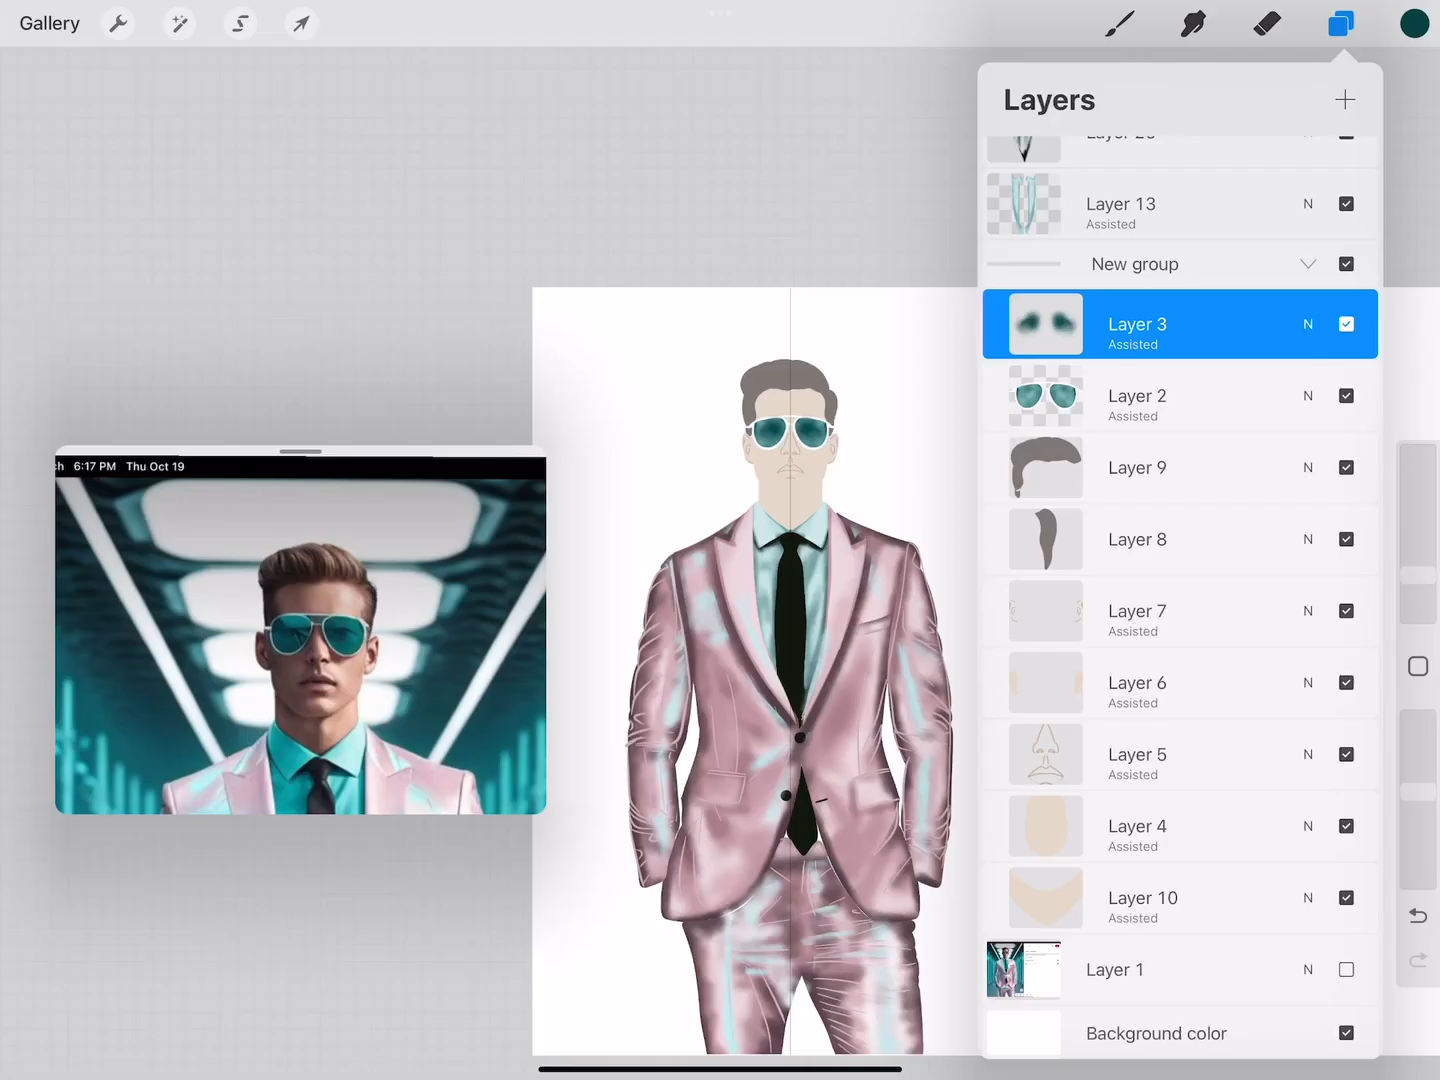 Gallery
Layers
Layer 13
N
Assisted
New group
Layer 3
N
Assisted
Layer 2
N
Assisted
Layer 9
N
Layer 8
N
Layer 7
N
Assisted
Layer 6
N
Assisted
Layer 5
N
Assisted
Layer 4
N
Assisted
Layer 10
N
Assisted
Layer 1
N
Background color
6:17 PM Thu Oct 19